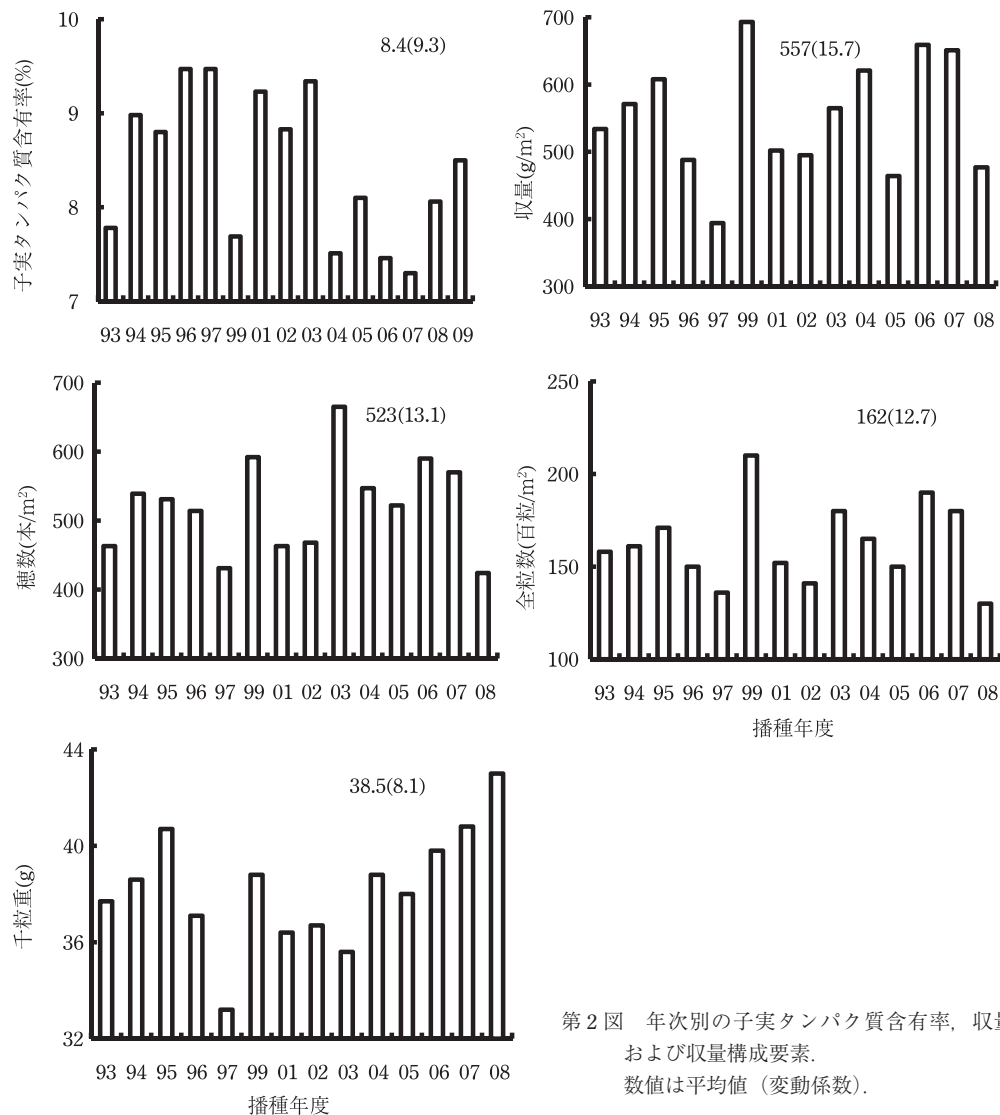 子実タンパク質含有率(%)
10
9
8
7
8.4(9.3)
93 94 95 96 97 99 01 02 03 04 05 06 07 08 09
収量(g/m²)
700
600
500
400
300
557(15.7)
93 94 95 96 97 99 01 02 03 04 05 06 07 08
穂数(本/m²)
700
600
500
400
300
523(13.1)
93 94 95 96 97 99 01 02 03 04 05 06 07 08
全粒数(百粒/m²)
250
200
150
100
162(12.7)
93 94 95 96 97 99 01 02 03 04 05 06 07 08
播種年度
千粒重(g)
44
40
36
32
38.5(8.1)
93 94 95 96 97 99 01 02 03 04 05 06 07 08
播種年度
第2図　年次別の子実タンパク質含有率，収量
および収量構成要素．
数値は平均値（変動係数）．